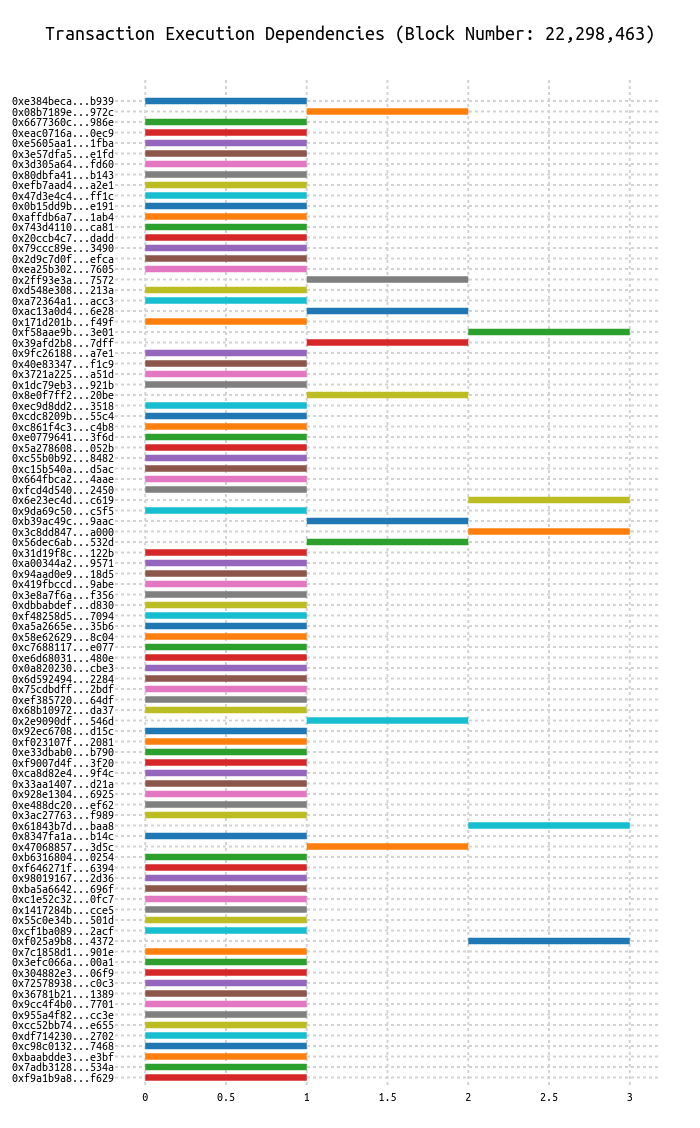 Transaction Execution Dependencies (Block Number: 22,298,463)
0xe384beca...b939
0x08b7189e...972c
0x6677360c...986e
0xeac0716a...0ec9
0xe5605aa1...1fba
0x3e57dfa5...e1fd
0x3d305a64...fd60
0x80dbfa41...b143
0xefb7aad4...a2e1
0x47d3e4c4...ff1c
0x0b15dd9b...e191
0xaffdb6a7...1ab4
0x743d4110...ca81
0x20ccb4c7...dadd
0x79ccc89e...3490
0x2d9c7d0f...efca
0xea25b302...7605
0x2ff93e3a...7572
0xd548e308...213a
0xa72364a1...acc3
0xac13a0d4...6e28
0x171d201b...f49f
0xf58aae9b...3e01
0x39afd2b8...7dff
0x9fc26188...a7e1
0x40e83347...f1c9
0x3721a225...a51d
0x1dc79eb3...921b
0x8e0f7ff2...20be
0xec9d8dd2...3518
0xcdc8209b...55c4
0xc861f4c3...c4b8
0xe0779641...3f6d
0x5a278608...052b
0xc55b0b92...8482
0xc15b540a...d5ac
0x664fbca2...4aae
0xfcd4d540...2450
0x6e23ec4d...c619
0x9da69c50...c5f5
0xb39ac49c...9aac
0x3c8dd847...a000
0x56dec6ab...532d
0x31d19f8c...122b
0xa00344a2...9571
0x94aad0e9...18d5
0x419fbccd...9abe
0x3e8a7f6a...f356
0xdbbabdef...d830
0xf48258d5...7094
0xa5a2665e...35b6
0x58e62629...8c04
0xc7688117...e077
0xe6d68031...480e
0x0a820230...cbe3
0x6d592494...2284
0x75cdbdff...2bdf
0xef385720...64df
0x68b10972...da37
0x2e9090df...546d
0x92ec6708...d15c
0xf023107f...2081
0xe33dbab0...b790
0xf9007d4f...3f20
0xca8d82e4...9f4c
0x33aa1407...d21a
0x928e1304...6925
0xe488dc20...ef62
0x3ac27763...f989
0x61843b7d...baa8
0x8347fa1a...b14c
0x47068857...3d5c
0xb6316804...0254
0xf646271f...6394
0x98019167...2d36
0xba5a6642...696f
0xc1e52c32...0fc7
0x1417284b...cce5
0x55c0e34b...501d
0xcf1ba089...2acf
0xf025a9b8...4372
0x7c1858d1...901e
0x3efc066a...00a1
0x304882e3...06f9
0x72578938...c0c3
0x36781b21...1389
0x9cc4f4b0...7701
0x955a4f82...cc3e
0xcc52bb74...e655
0xdf714230...2702
0xc98c0132...7468
0xbaabdde3...e3bf
0x7adb3128...534a
0xf9a1b9a8...f629
0 0.5 1 1.5 2 2.5 3